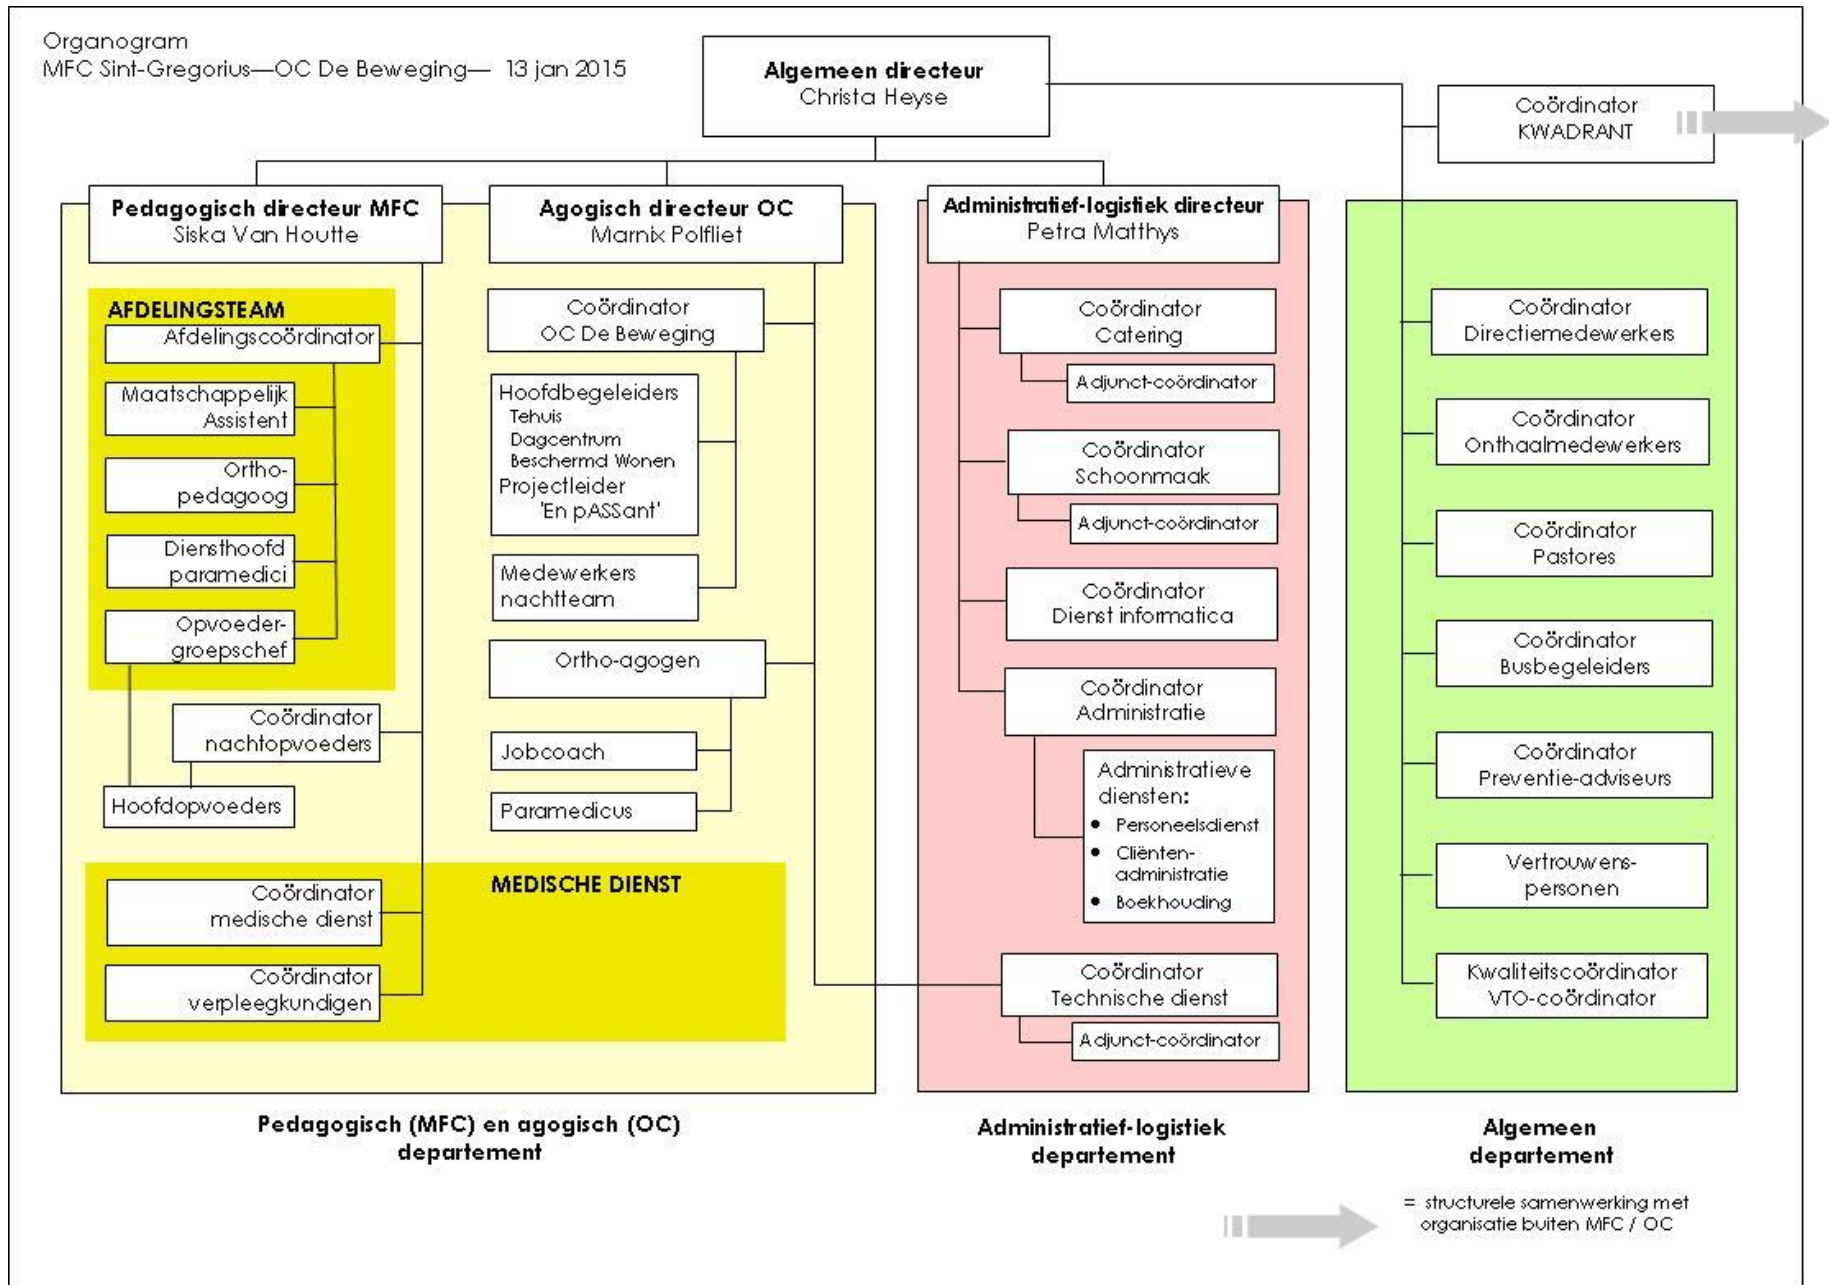 Organogram
MFC Sint-Gregorius—OC De Beweging— 13 jan 2015
Algemeen directeur
Christa Heyse
Coördinator
KWADRANT
Pedagogisch directeur MFC
Siska Van Houtte
Agogisch directeur OC
Marnix Polfliet
Administratief-logistiek directeur
Petra Matthys
AFDELINGSTEAM
Afdelingscoördinator
Maatschappelijk
Assistent
Ortho-
pedagoog
Diensthoofd
paramedici
Opvoeder-
groepschef
Coördinator
nachtopvoeders
Hoofdopvoeders
MEDISCHE DIENST
Coördinator
medische dienst
Coördinator
verpleegkundigen
Coördinator
OC De Beweging
Hoofdbegeleiders
Tehuis
Dagcentrum
Beschermd Wonen
Projectleider
'En pASSant'
Medewerkers
nachtteam
Ortho-agogen
Jobcoach
Paramedicus
Coördinator
Catering
Adjunct-coördinator
Coördinator
Schoonmaak
Adjunct-coördinator
Coördinator
Dienst informatica
Coördinator
Administratie
Administratieve
diensten:
• Personeelsdienst
• Cliënten-
administratie
• Boekhouding
Coördinator
Technische dienst
Adjunct-coördinator
Coördinator
Directiemedewerkers
Coördinator
Onthaalmedewerkers
Coördinator
Pastores
Coördinator
Busbegeleiders
Coördinator
Preventie-adviseurs
Vertrouwens-
personen
Kwaliteitscoördinator
VTO-coördinator
Pedagogisch (MFC) en agogisch (OC)
departement
Administratief-logistiek
departement
Algemeen
departement
= structurele samenwerking met
organisatie buiten MFC / OC